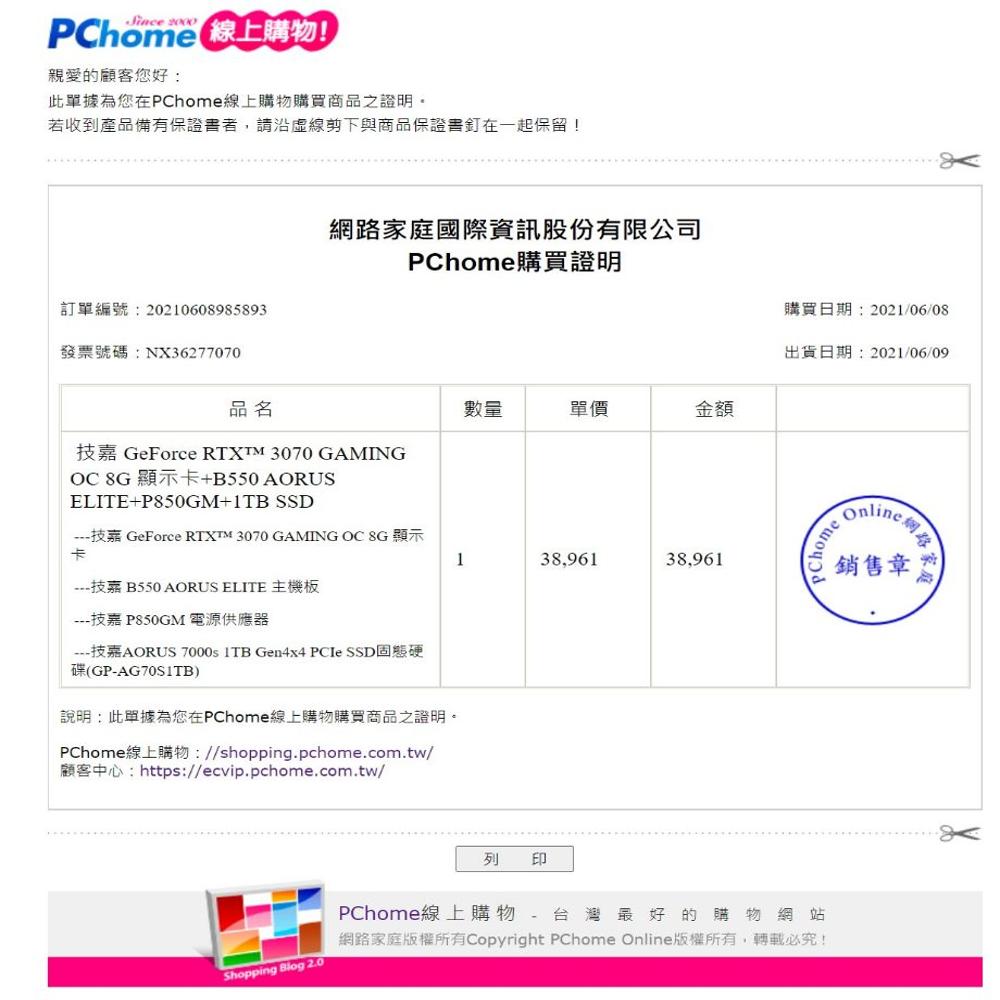 Since 2000
PChome 線上購物!
親愛的顧客您好：
此單據為您在PChome線上購物購買商品之證明。
若收到產品備有保證書者，請沿虛線剪下與商品保證書釘在一起保留！
網路家庭國際資訊股份有限公司
PChome購買證明
訂單編號：20210608985893
購買日期：2021/06/08
發票號碼：NX36277070
出貨日期：2021/06/09
品 名
數量
單價
金額
技嘉 GeForce RTX™ 3070 GAMING
OC 8G 顯示卡+B550 AORUS
ELITE+P850GM+1TB SSD
---技嘉 GeForce RTX™ 3070 GAMING OC 8G 顯示
卡
---技嘉 B550 AORUS ELITE 主機板
---技嘉 P850GM 電源供應器
---技嘉AORUS 7000s 1TB Gen4x4 PCIe SSD固態硬
碟(GP-AG70S1TB)
1
38,961
38,961
PChome Online網路家庭
銷售章
說明：此單據為您在PChome線上購物購買商品之證明。
PChome線上購物：//shopping.pchome.com.tw/
顧客中心：https://ecvip.pchome.com.tw/
列 印
PChome線上購物 - 台灣最好的購物網站
網路家庭版權所有Copyright PChome Online版權所有，轉載必究！
Shopping Blog 2.0